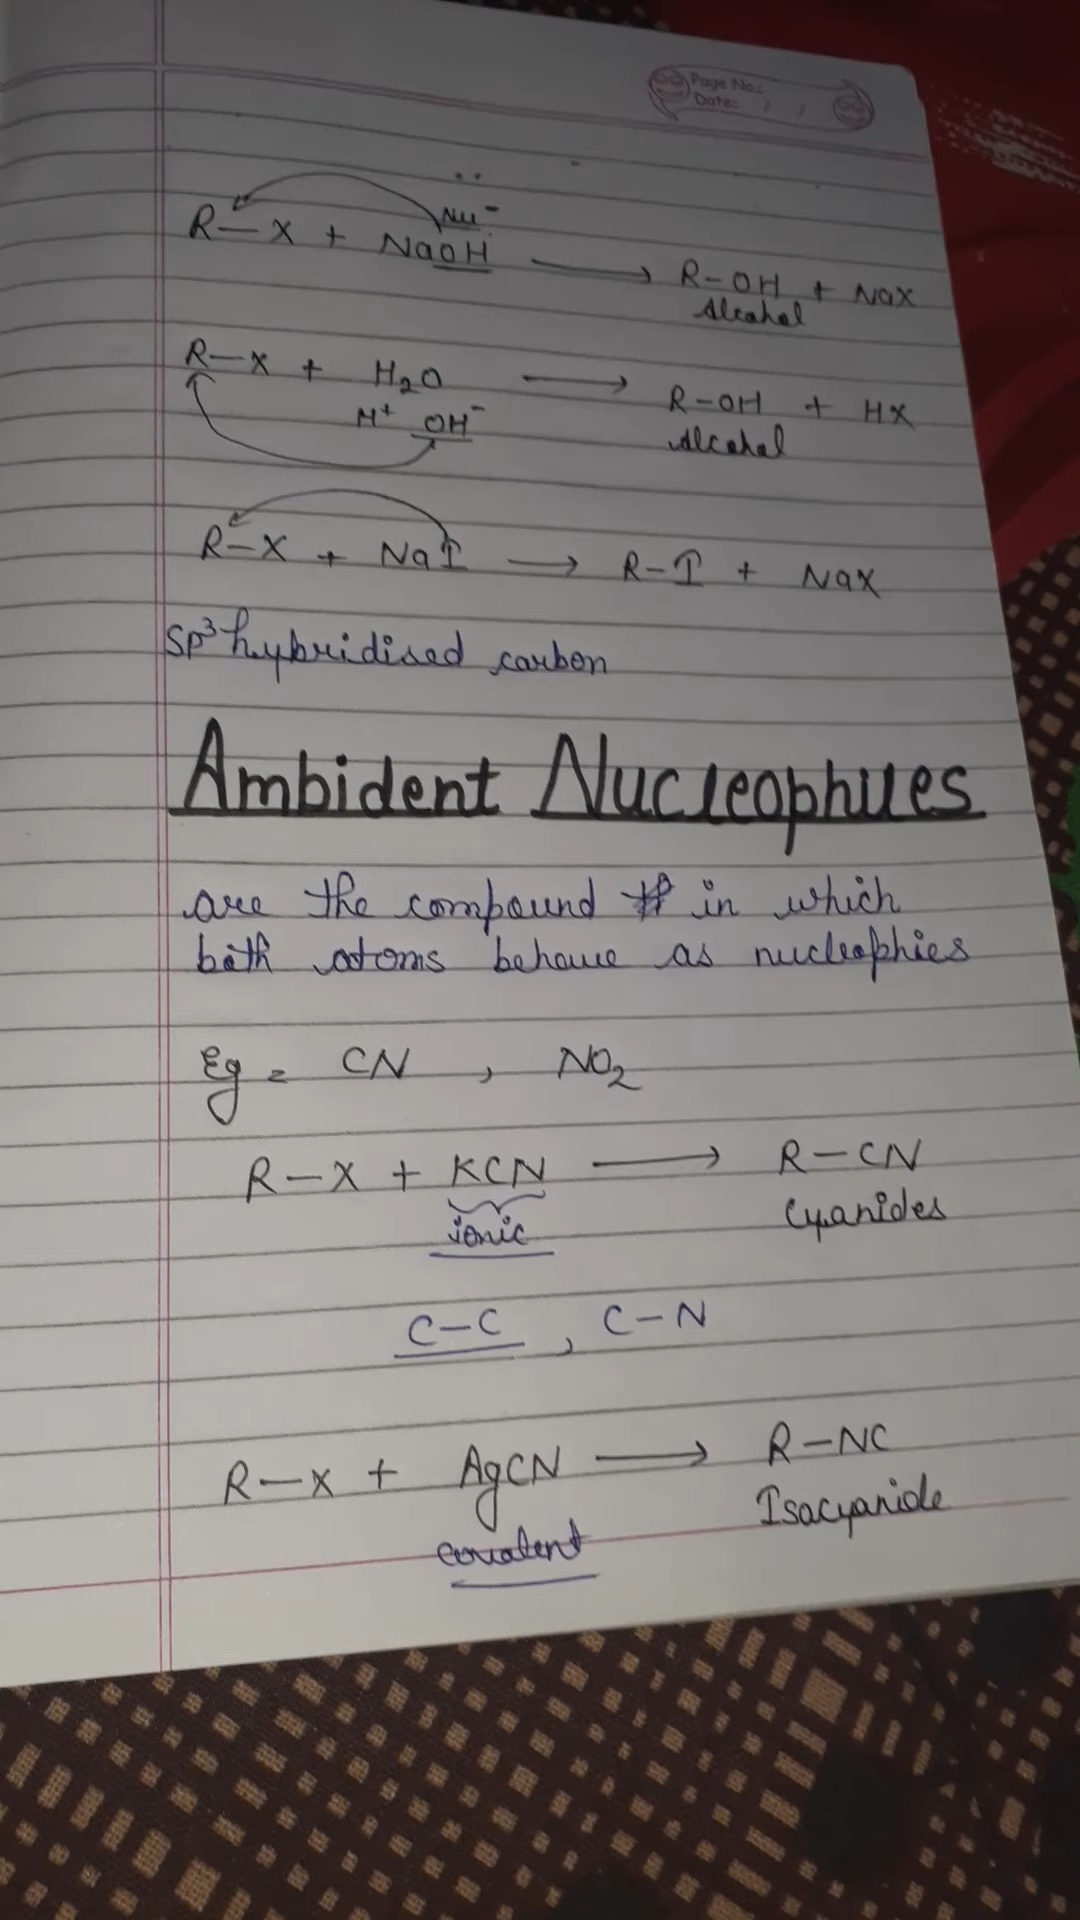 Page No.:
Date: / /
Nu⁻
R—X + NaOH ⟶ R—OH + NaX
Alcohol
R—X + H₂O ⟶ R—OH + HX
H⁺ OH⁻
Alcohol
R—X + NaI ⟶ R—I + NaX
sp³ hybridised carbon
Ambident Nucleophiles
are the compound in which
both atoms behave as nucleophies
Eg = CN , NO₂
R—X + KCN ⟶ R—CN
ionic Cyanides
C—C , C—N
R—X + AgCN ⟶ R—NC
covalent Isocyanide